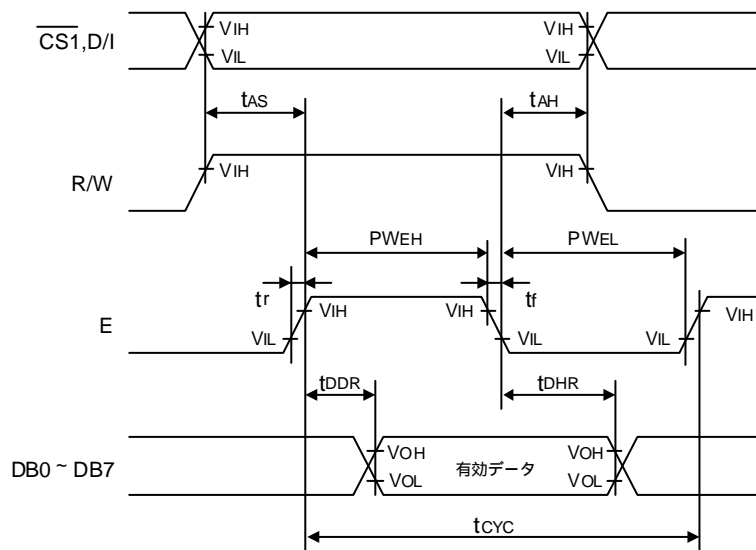 CS1,D/I
VIH
VIH
VIL
VIL
tAS
tAH
R/W
VIH
VIH
PWEH
PWEL
tr
tf
E
VIH
VIH
VIH
VIL
VIL
VIL
tDDR
tDHR
DB0 ~ DB7
VOH
VOH
有効データ
VOL
VOL
tCYC